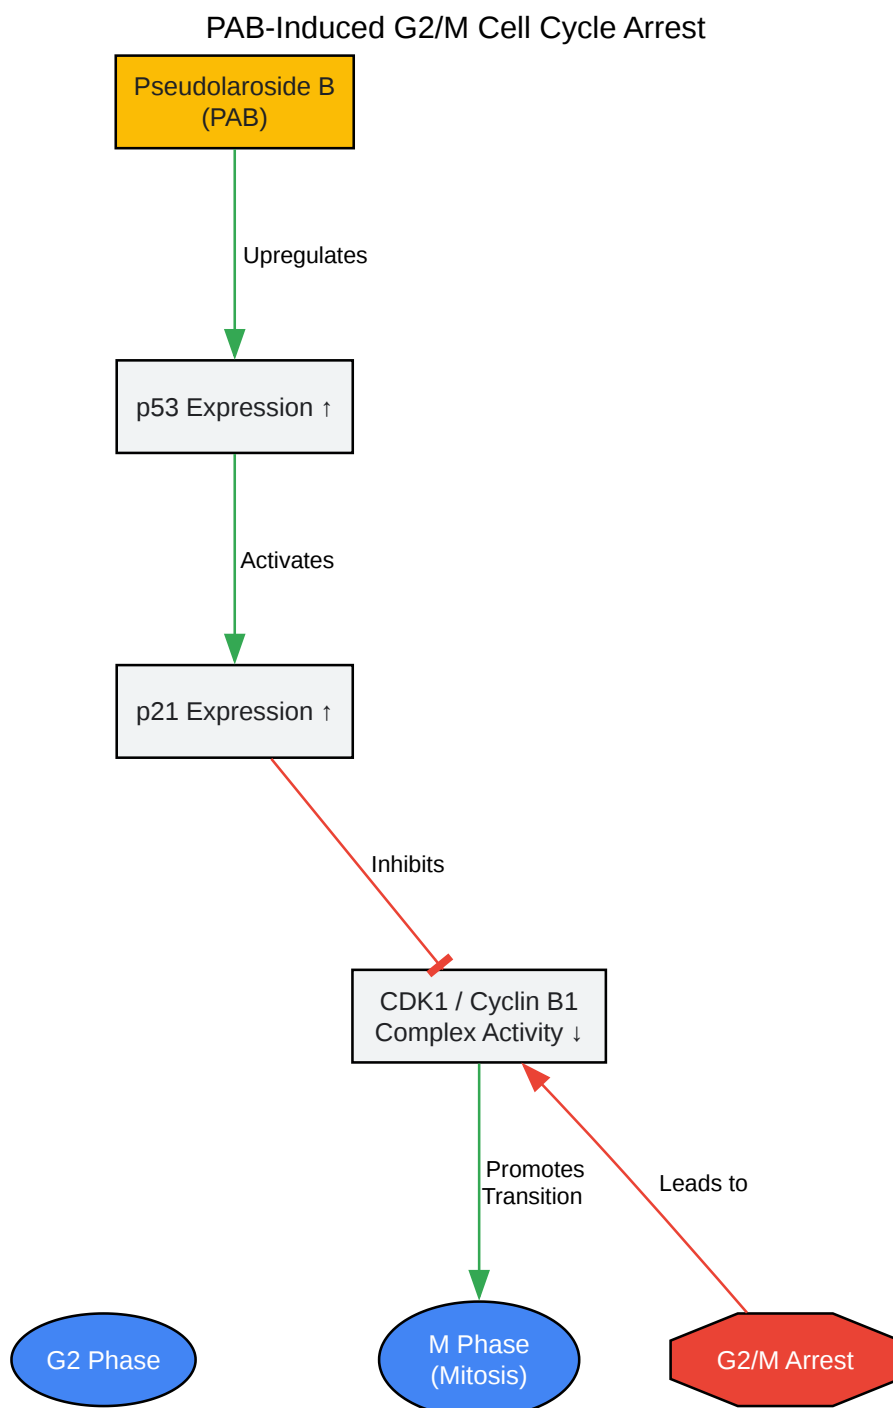 PAB-Induced G2/M Cell Cycle Arrest
Pseudolaroside B
(PAB)
Upregulates
p53 Expression ↑
Activates
p21 Expression ↑
Inhibits
CDK1 / Cyclin B1
Complex Activity ↓
Promotes
Transition
Leads to
G2 Phase
M Phase
(Mitosis)
G2/M Arrest